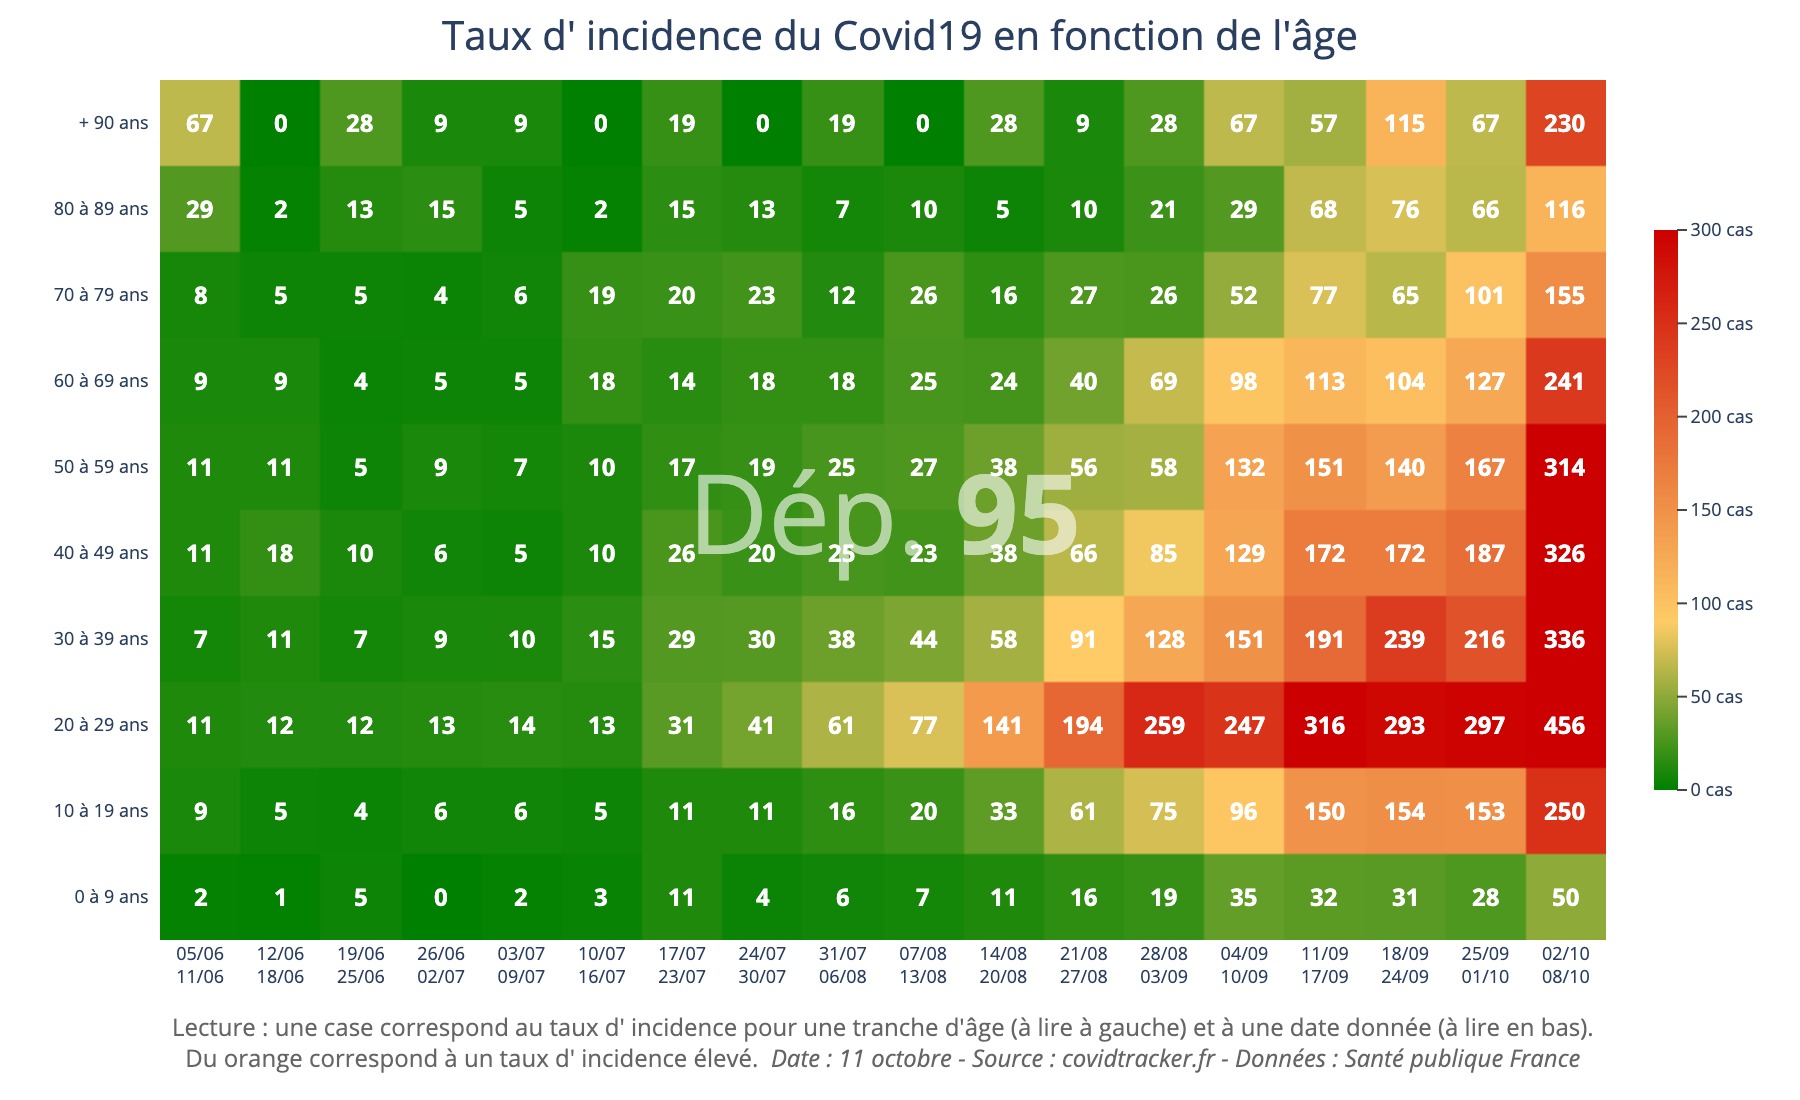 Taux d' incidence du Covid19 en fonction de l'âge
+ 90 ans 67 0 28 9 9 0 19 0 19 0 28 9 28 67 57 115 67 230
80 à 89 ans 29 2 13 15 5 2 15 13 7 10 5 10 21 29 68 76 66 116
70 à 79 ans 8 5 5 4 6 19 20 23 12 26 16 27 26 52 77 65 101 155
60 à 69 ans 9 9 4 5 5 18 14 18 18 25 24 40 69 98 113 104 127 241
50 à 59 ans 11 11 5 9 7 10 17 19 25 27 38 56 58 132 151 140 167 314
Dép. 95
40 à 49 ans 11 18 10 6 5 10 26 20 25 23 38 66 85 129 172 172 187 326
30 à 39 ans 7 11 7 9 10 15 29 30 38 44 58 91 128 151 191 239 216 336
20 à 29 ans 11 12 12 13 14 13 31 41 61 77 141 194 259 247 316 293 297 456
10 à 19 ans 9 5 4 6 6 5 11 11 16 20 33 61 75 96 150 154 153 250
0 à 9 ans 2 1 5 0 2 3 11 4 6 7 11 16 19 35 32 31 28 50
05/06 12/06 19/06 26/06 03/07 10/07 17/07 24/07 31/07 07/08 14/08 21/08 28/08 04/09 11/09 18/09 25/09 02/10
11/06 18/06 25/06 02/07 09/07 16/07 23/07 30/07 06/08 13/08 20/08 27/08 03/09 10/09 17/09 24/09 01/10 08/10
300 cas
250 cas
200 cas
150 cas
100 cas
50 cas
0 cas
Lecture : une case correspond au taux d' incidence pour une tranche d'âge (à lire à gauche) et à une date donnée (à lire en bas).
Du orange correspond à un taux d' incidence élevé. Date : 11 octobre - Source : covidtracker.fr - Données : Santé publique France